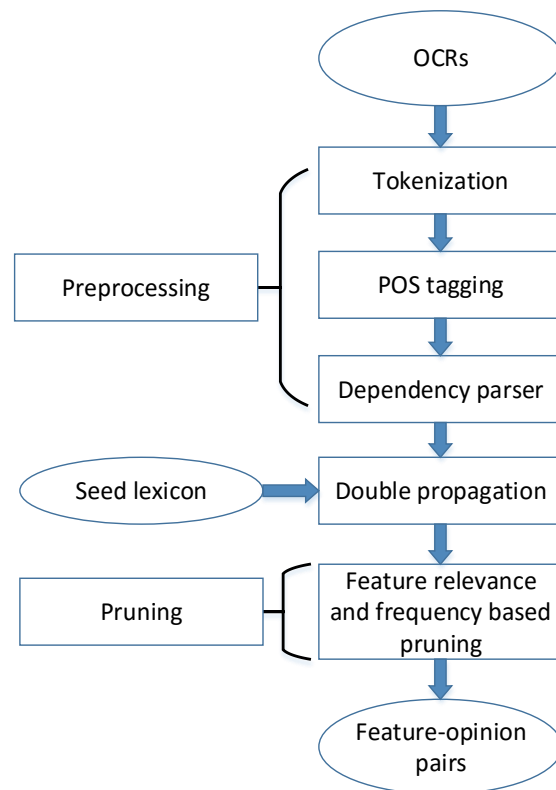 OCRs
Tokenization
Preprocessing
POS tagging
Dependency parser
Seed lexicon
Double propagation
Pruning
Feature relevance
and frequency based
pruning
Feature-opinion
pairs